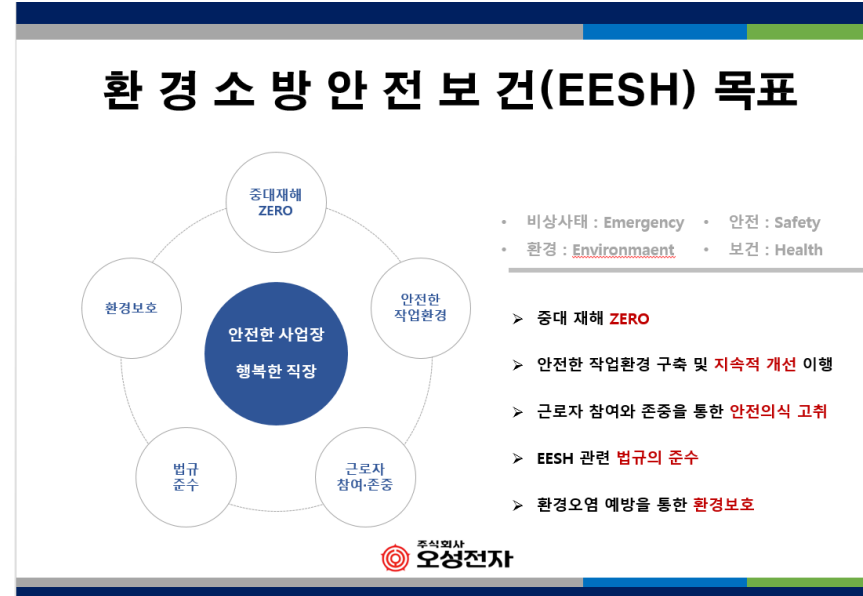 환 경 소 방 안 전 보 건(EESH) 목표
중대재해
ZERO
환경보호
안전한
작업환경
안전한 사업장
행복한 직장
법규
준수
근로자
참여·존중
• 비상사태 : Emergency • 안전 : Safety
• 환경 : Environmaent • 보건 : Health
➢ 중대 재해 ZERO
➢ 안전한 작업환경 구축 및 지속적 개선 이행
➢ 근로자 참여와 존중을 통한 안전의식 고취
➢ EESH 관련 법규의 준수
➢ 환경오염 예방을 통한 환경보호
주식회사
오성전자